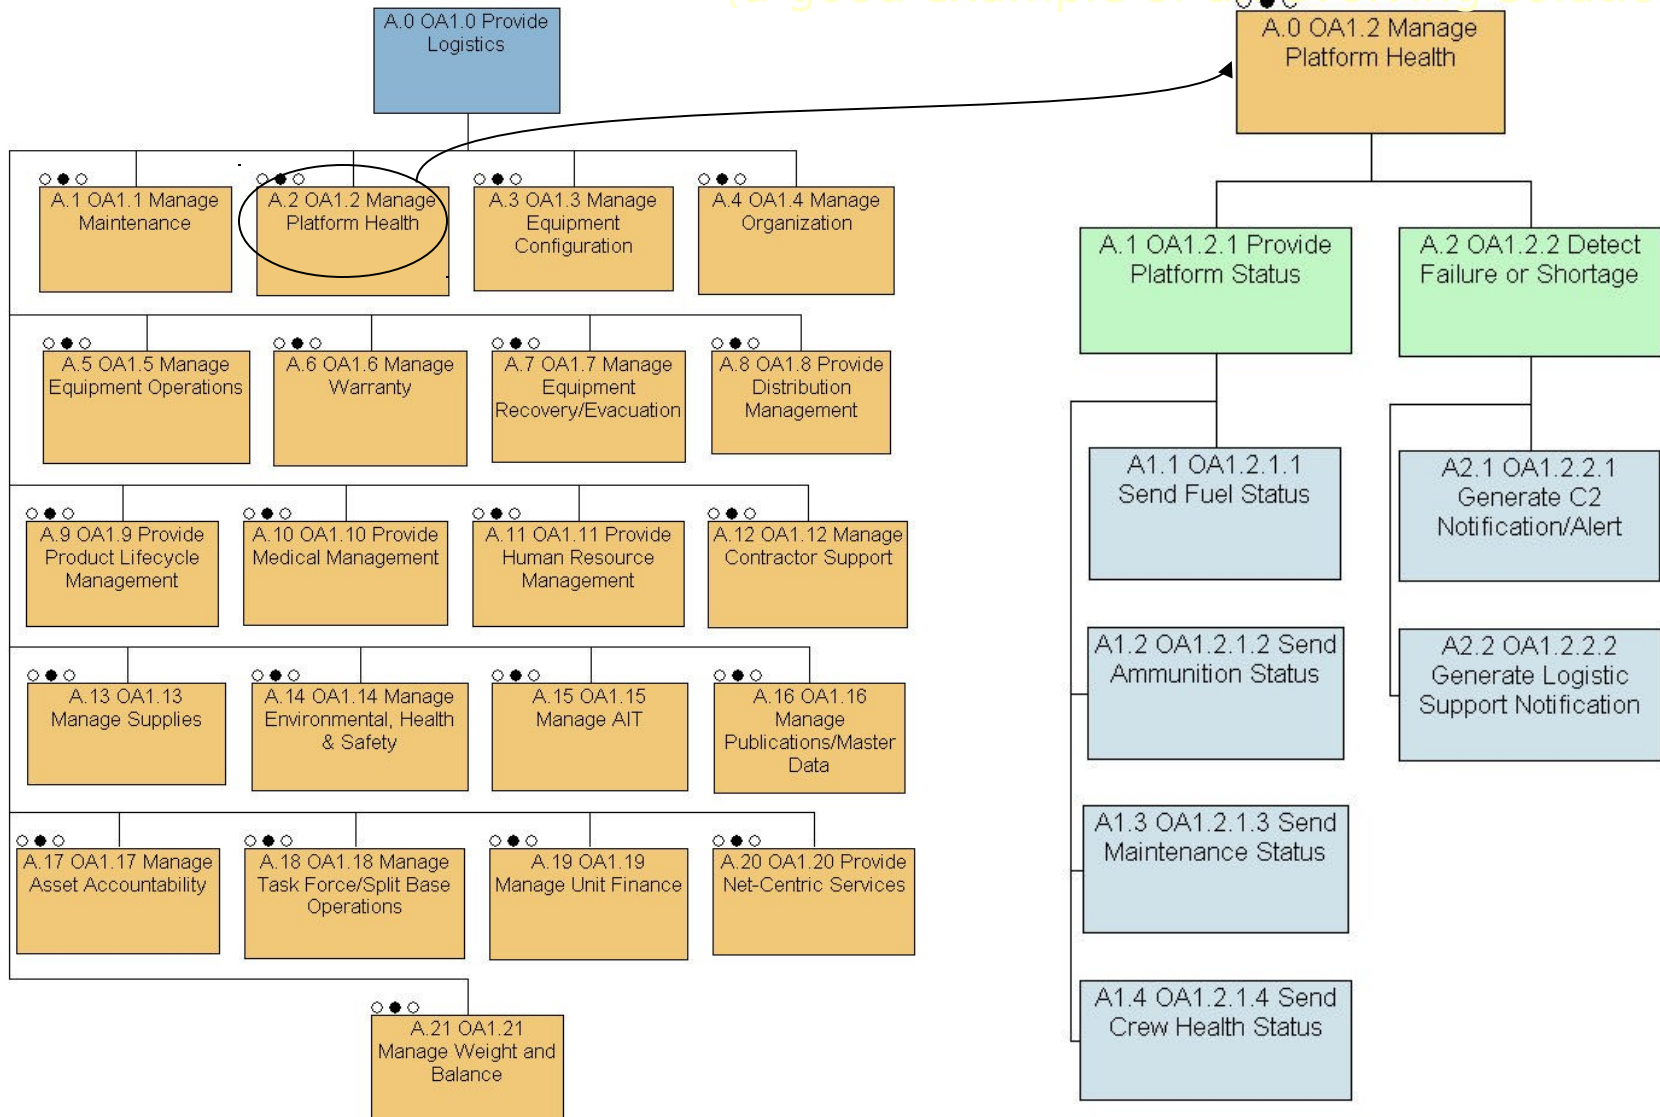 (a good example of an evolving solutio
A.0 OA1.0 Provide
Logistics
A.0 OA1.2 Manage
Platform Health
A.1 OA1.1 Manage
Maintenance
A.2 OA1.2 Manage
Platform Health
A.3 OA1.3 Manage
Equipment
Configuration
A.4 OA1.4 Manage
Organization
A.5 OA1.5 Manage
Equipment Operations
A.6 OA1.6 Manage
Warranty
A.7 OA1.7 Manage
Equipment
Recovery/Evacuation
A.8 OA1.8 Provide
Distribution
Management
A.9 OA1.9 Provide
Product Lifecycle
Management
A.10 OA1.10 Provide
Medical Management
A.11 OA1.11 Provide
Human Resource
Management
A.12 OA1.12 Manage
Contractor Support
A.13 OA1.13
Manage Supplies
A.14 OA1.14 Manage
Environmental, Health
& Safety
A.15 OA1.15
Manage AIT
A.16 OA1.16
Manage
Publications/Master
Data
A.17 OA1.17 Manage
Asset Accountability
A.18 OA1.18 Manage
Task Force/Split Base
Operations
A.19 OA1.19
Manage Unit Finance
A.20 OA1.20 Provide
Net-Centric Services
A.21 OA1.21
Manage Weight and
Balance
A.1 OA1.2.1 Provide
Platform Status
A.2 OA1.2.2 Detect
Failure or Shortage
A1.1 OA1.2.1.1
Send Fuel Status
A1.2 OA1.2.1.2 Send
Ammunition Status
A1.3 OA1.2.1.3 Send
Maintenance Status
A1.4 OA1.2.1.4 Send
Crew Health Status
A2.1 OA1.2.2.1
Generate C2
Notification/Alert
A2.2 OA1.2.2.2
Generate Logistic
Support Notification